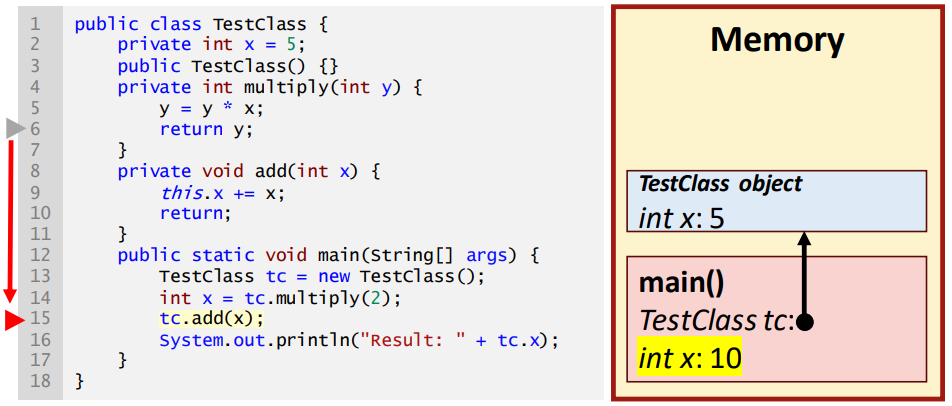 1 public class TestClass {
2 private int x = 5;
3 public TestClass() {}
4 private int multiply(int y) {
5 y = y * x;
6 return y;
7 }
8 private void add(int x) {
9 this.x += x;
10 return;
11 }
12 public static void main(String[] args) {
13 TestClass tc = new TestClass();
14 int x = tc.multiply(2);
15 tc.add(x);
16 System.out.println("Result: " + tc.x);
17 }
18 }
Memory
TestClass object
int x: 5
main()
TestClass tc:
int x: 10